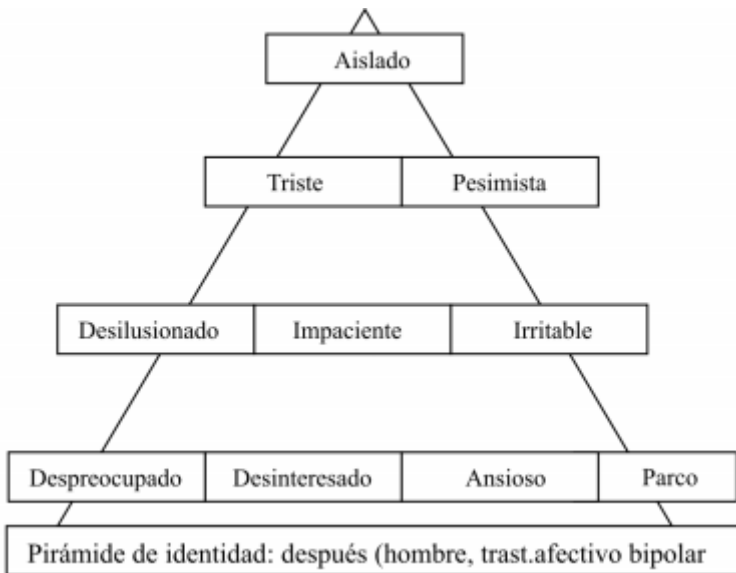 Aislado
Triste Pesimista
Desilusionado Impaciente Irritable
Despreocupado Desinteresado Ansioso Parco
Pirámide de identidad: después (hombre, trast.afectivo bipolar